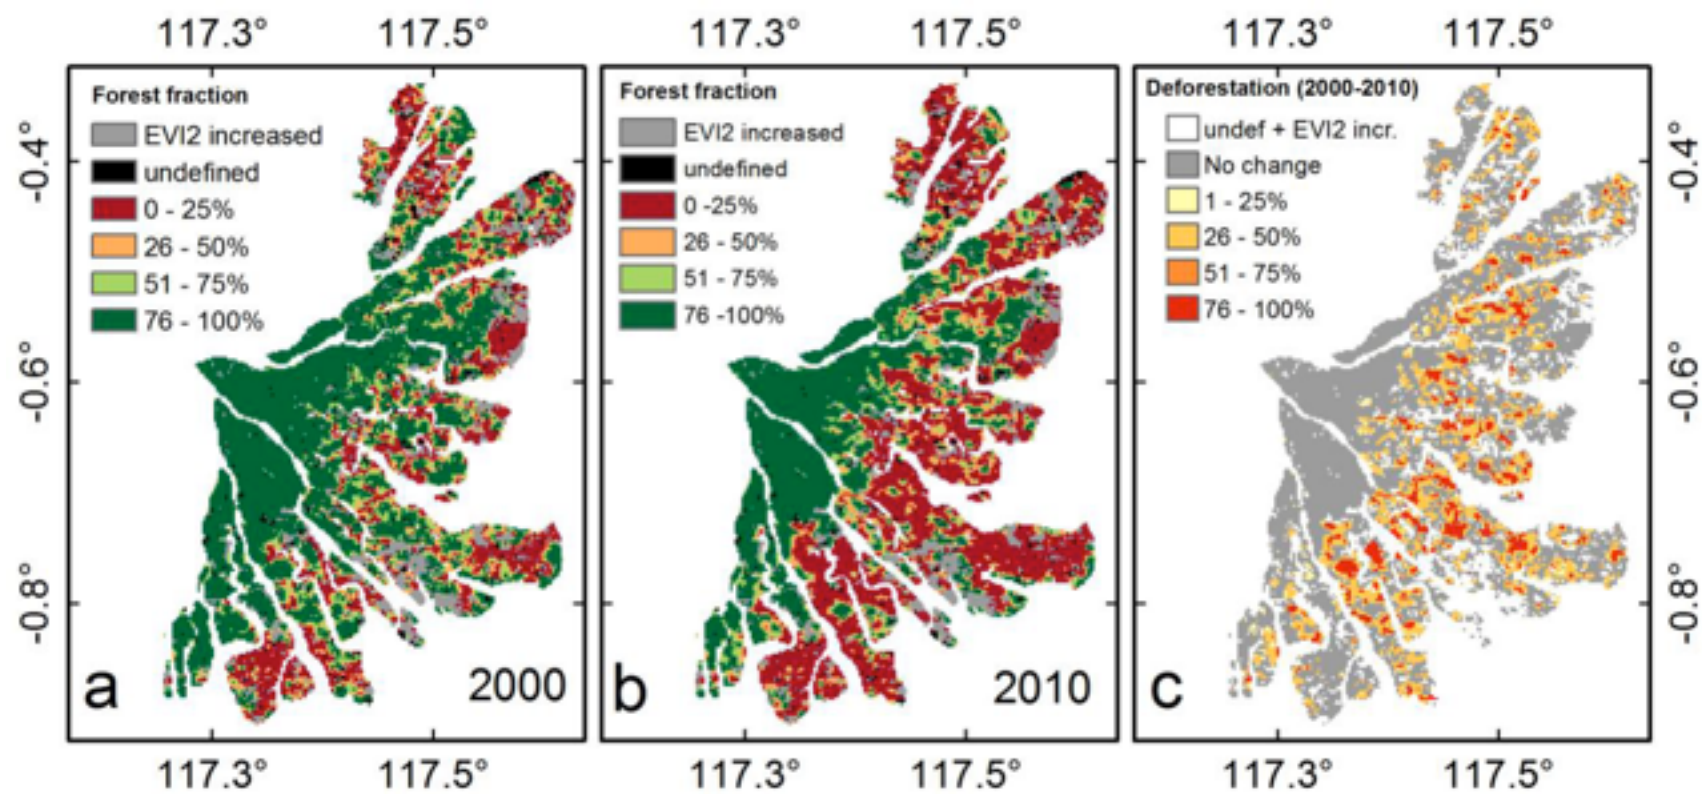 117.3° 117.5° 117.3° 117.5° 117.3° 117.5°
-0.4°
-0.6°
-0.8°
Forest fraction
EVI2 increased
undefined
0 - 25%
26 - 50%
51 - 75%
76 - 100%
a
2000
Forest fraction
EVI2 increased
undefined
0 -25%
26 - 50%
51 - 75%
76 -100%
b
2010
Deforestation (2000-2010)
undef + EVI2 incr.
No change
1 - 25%
26 - 50%
51 - 75%
76 - 100%
c
-0.4°
-0.6°
-0.8°
117.3° 117.5° 117.3° 117.5° 117.3° 117.5°